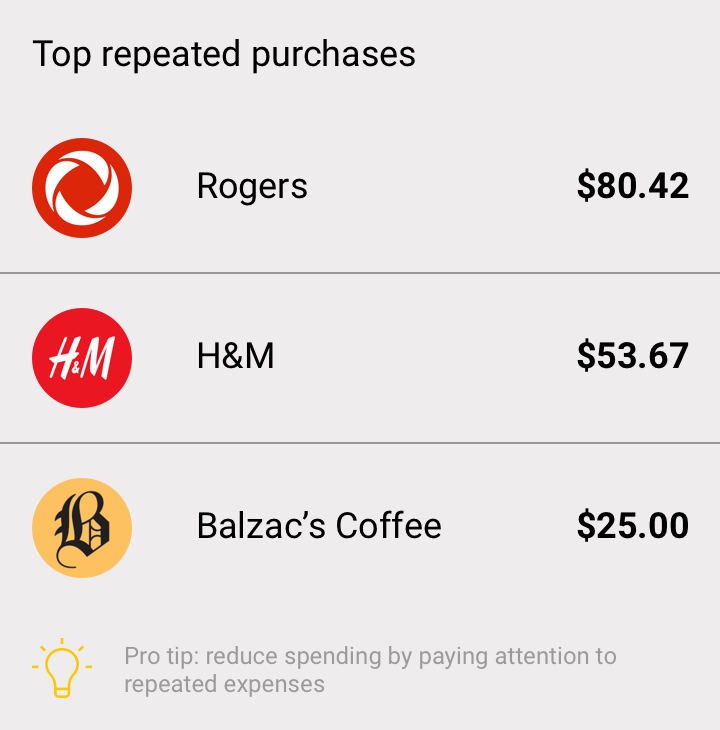 Top repeated purchases
Rogers $80.42
H&M
H&M $53.67
B
Balzac’s Coffee $25.00
Pro tip: reduce spending by paying attention to
repeated expenses